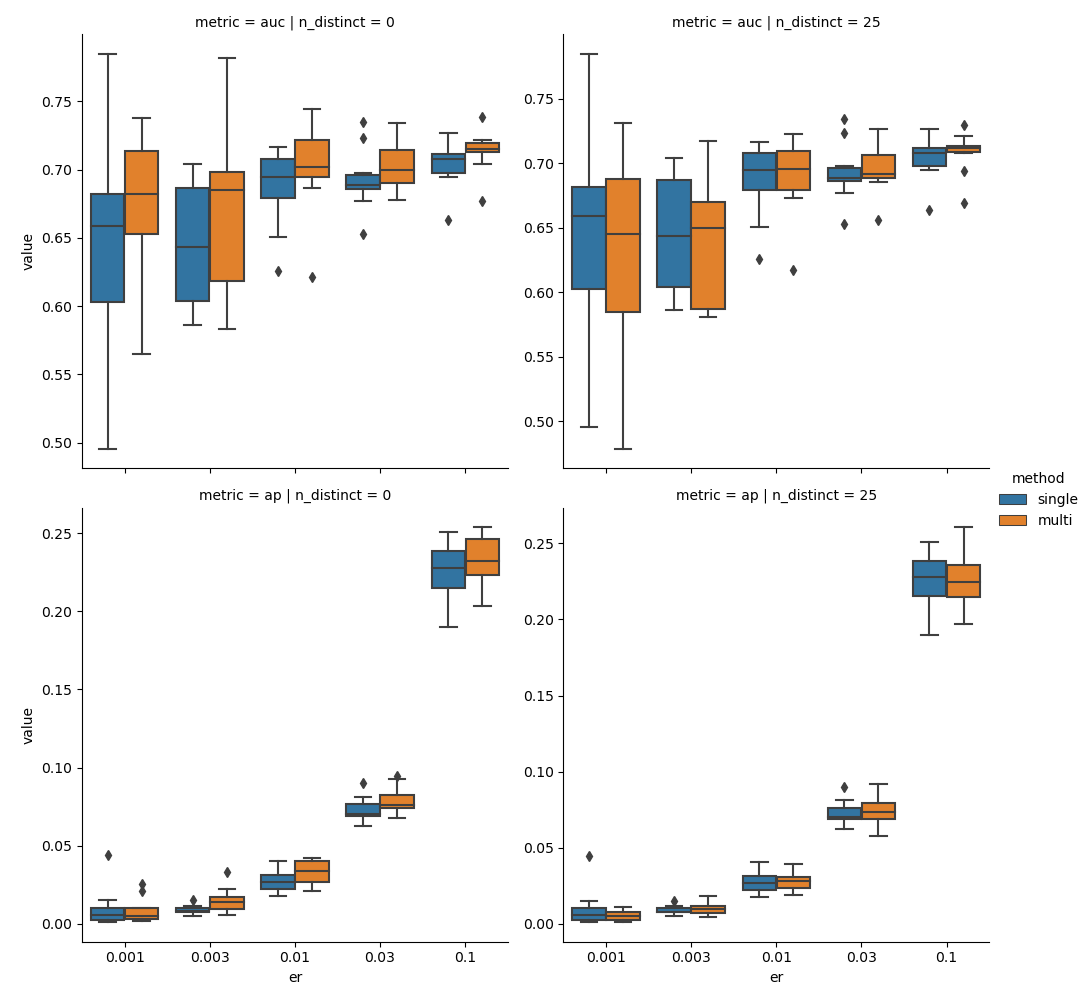 metric = auc | n_distinct = 0
0.75
0.70
0.65
0.60
0.55
0.50
value
metric = auc | n_distinct = 25
0.75
0.70
0.65
0.60
0.55
0.50
metric = ap | n_distinct = 0
0.25
0.20
0.15
0.10
0.05
0.00
value
0.001 0.003 0.01 0.03 0.1
er
metric = ap | n_distinct = 25
0.25
0.20
0.15
0.10
0.05
0.00
0.001 0.003 0.01 0.03 0.1
er
method
single
multi